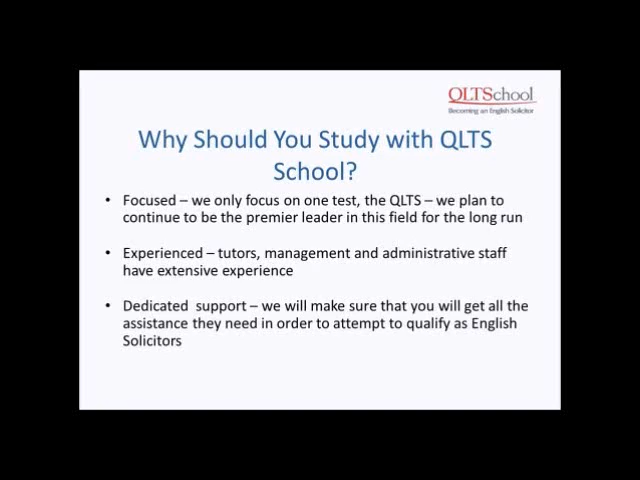 QLTSchool
Becoming an English Solicitor
Why Should You Study with QLTS
School?
• Focused – we only focus on one test, the QLTS – we plan to
continue to be the premier leader in this field for the long run
• Experienced – tutors, management and administrative staff
have extensive experience
• Dedicated  support – we will make sure that you will get all the
assistance they need in order to attempt to qualify as English
Solicitors